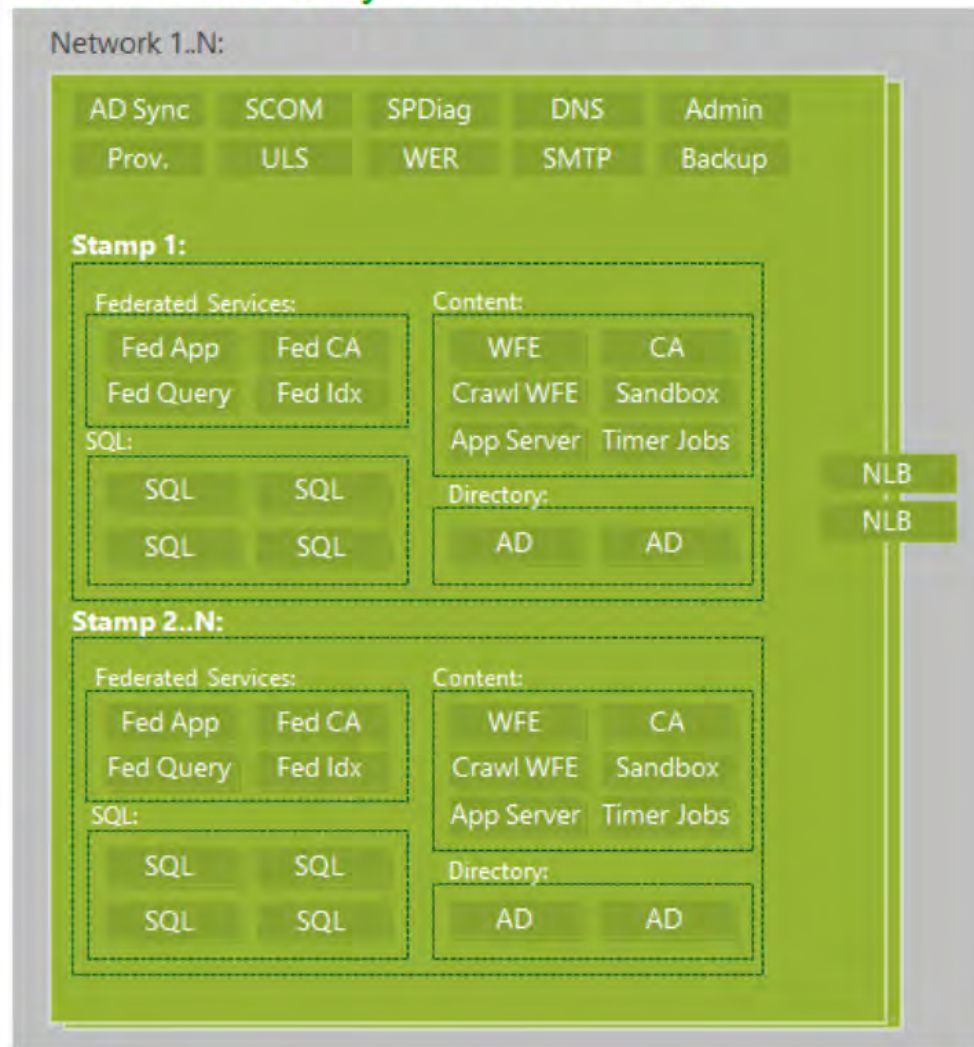 Network 1..N:
AD Sync SCOM SPDiag DNS Admin
Prov. ULS WER SMTP Backup
Stamp 1:
Federated Services:
Fed App Fed CA
Fed Query Fed Idx
SQL:
SQL SQL
SQL SQL
Content:
WFE CA
Crawl WFE Sandbox
App Server Timer Jobs
Directory:
AD AD
NLB
NLB
Stamp 2..N:
Federated Services:
Fed App Fed CA
Fed Query Fed Idx
SQL:
SQL SQL
SQL SQL
Content:
WFE CA
Crawl WFE Sandbox
App Server Timer Jobs
Directory:
AD AD